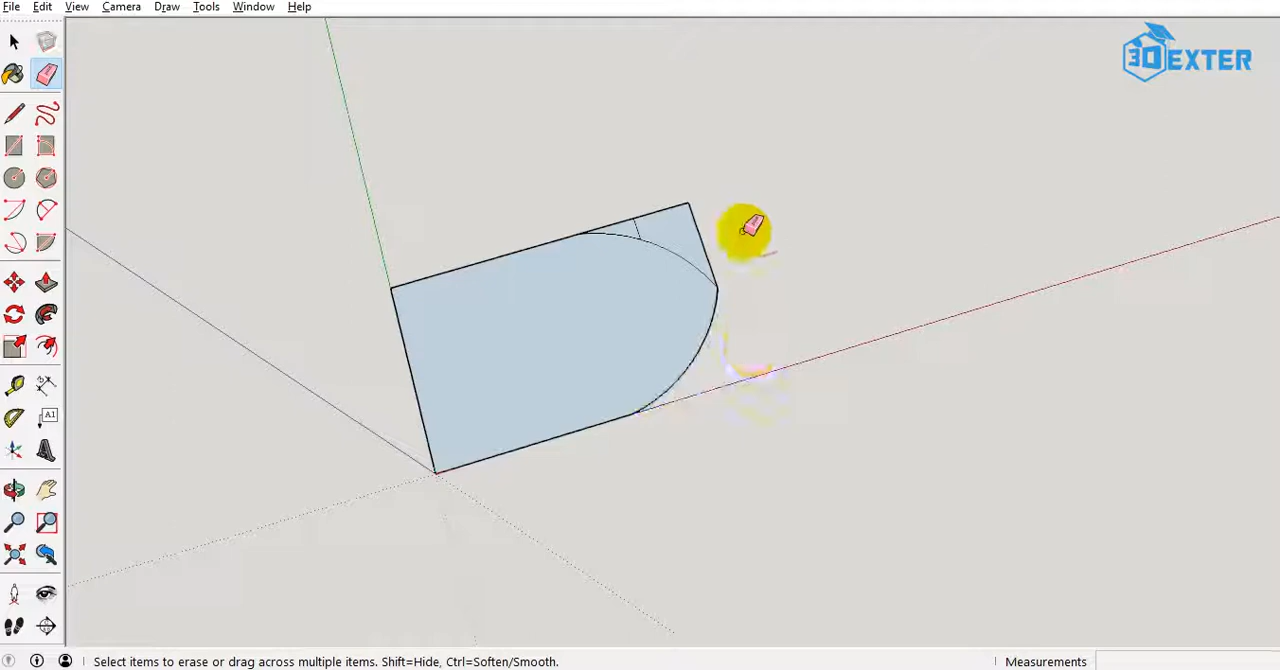 File Edit View Camera Draw Tools Window Help
3DEXTER
A1
Select items to erase or drag across multiple items. Shift=Hide, Ctrl=Soften/Smooth.
Measurements